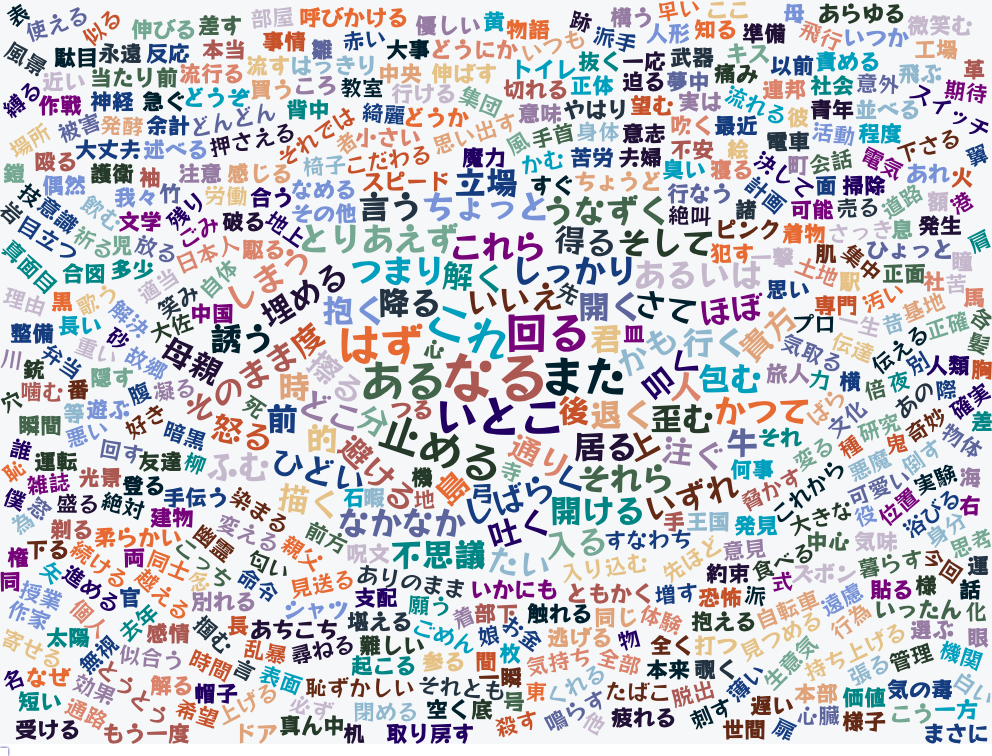 表 使える 似る 伸びる 差す 部屋 呼びかける 優しい 黄 物語 跡 派手 構う 早い ここ 母 あらゆる 微笑む
風景 駄目 永遠 反応 本当 事情 雛 赤い 大事 どうにか いつも 人形 知る 準備 飛行 いつか 工場
近い 当たり前 流行る 流す はっきり 中央 伸ばす トイレ 抜く 一応 武器 キス 以前 責める 飛ぶ 革
縛る 作戦 神経 急ぐ どうぞ 買う ころ 教室 行ける 集団 切れる 正体 迫る 夢中 痛み 連邦 社会 意外 スイッチ 期待
場所 被害 発酵 余計 どんどん 背中 綺麗 どうか 意味 やはり 望む 実は 流れる 彼 青年 並べる
大丈夫 述べる 押さえる それでは 者 小さい 思い出す 風 手首 身体 意志 吹く 最近 電車 活動 程度 下さる 翼
殴る 護衛 袖 注意 感じる 椅子 こだわる 魔力 かむ 苦労 夫婦 不安 絵 決して 町 会話 電気 あれ 火
鎧 偶然 我々 竹 労働 合う なめる スピード 立場 すぐ ちょうど 臭い 寝る 計画 面 掃除 道路 額 港
技 意識 飲む 文学 残り ごみ 破る 地上 その他 言う ちょっと うなずく 行なう 絶叫 諸 可能 売る さっき 息 発生
岩 目立つ 祈る 児 放る 日本人 駆る とりあえず これら 得る そして ピンク 犯す 着物 肌 集中 ひょっと 肩
真面目 合図 多少 適当 自体 しまう 埋める つまり 解く しっかり あるいは 一撃 土地 駅 正面 社 瞳
理由 黒 歌う 解決 笑み 中国 抱く 降る いいえ 先 開く さて ほぼ 思い 専門 汚い 苔 基地 苦 馬
整備 長い 砂 大佐 誘う はず これ 回る 君 皿 かも 行く 貴方 プロ 一生 伝達 正確 各 髪
川 銃 弁当 重い 故郷 母親 まま 度 擦る 心 ある なる また 叩く 人 包む 気取る 旅人 力 横 伝える 別 人類 胸
穴 噛む 番 隠す 腹 凝る その 火 時 どこ 分 つる いとこ 後 退く 歪む かつて ばら 文化 倍 夜 あの 際 確実
瞬間 等 遊ぶ 好き 死 怒る 前 的 止める 通り 居る 上 注ぐ 牛 それ 変る 種 研究 鬼 奇妙 差
誰 悪い 回す 暗黒 友達 柳 ふむ ひどい 避ける 機 寺 それら 何事 脅かす これから 悪魔 倒す 物体
恥 運転 光景 登る 手伝う 描く 石 暇 地 島 弓 しばらく 開ける いずれ 大きな 可愛い 位置 実験 海
僕 雑誌 窓 盛る 絶対 染まる なかなか 吐く 手 王国 発見 役 浴びる 右
為 剃る 柔らかい 建物 幽霊 変える 前方 不思議 たい 入る すなわち 中心 気味 身分 思考
権 下る 続ける 両 同士 こっち 匂い 親父 呪文 入り込む 先ほど 意見 食べる 暮らす 今回 運
同 矢 進める 越える 忍 命令 見送る ありのまま いかにも ともかく 増す 恐怖 約束 派 式 ズボン 貼る 様 話
授業 作家 個人 官 去年 別れる シャツ 支配 願う 着 部下 触れる 同じ 体験 抱える 自転車 遠慮 いったん 化
寄せる 太陽 無視 感情 掴む 長 あちこち 堪える ごめん 娘 お金 逃げる 物 全く 打つ 見つめる 行為 選ぶ 眼
名 なぜ とうとう 似合う 時間 言 乱暴 尋ねる 難しい 参る 間 枚 気持ち 全部 本来 覗く 生意気 持ち上げる 張る 管理 機関
短い 効果 解る 帽子 表面 起こる 恥ずかしい それとも 一瞬 東 くれる たばこ 脱出 薄い 遅い 本部 価値 気の毒 白い
受ける 通路 もう一度 希望 上げる ドア 必ず 真ん中 机 閉める 空く 底 取り戻す 号 殺す 鳴らす 他 疲れる 刺す 世間 扉 心臓 様子 こう 一方 まさに